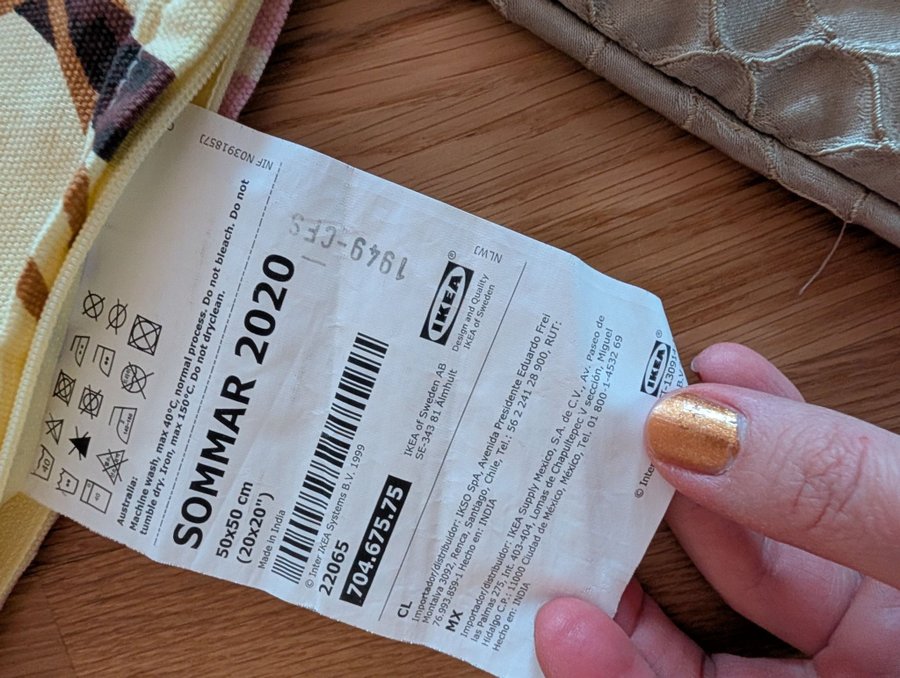 NIF N0391857J
Australia:
Machine wash, max 40°C, normal process. Do not bleach. Do not
tumble dry. Iron, max 150°C. Do not dryclean.
40
SOMMAR 2020
50x50 cm
(20x20")
Made in India
1949-CFS
© Inter IKEA Systems B.V. 1999
22065
704.675.75
IKEA of Sweden AB
SE-343 81 Älmhult
IKEA
®
Design and Quality
IKEA of Sweden
NLWJ
CL
Importador/distribuidor: IKSO SpA, Avenida Presidente Eduardo Frei
Montalva 3092, Renca, Santiago, Chile, Tel.: 56 2 241 28 900, RUT:
76.993.859-1 Hecho en: INDIA
MX
Importador/distribuidor: IKEA Supply Mexico, S.A. de C.V., Av. Paseo de
las Palmas 275, Int. 403-404, Lomas de Chapultepec V sección, Miguel
Hidalgo C.P.: 11000 Ciudad de México, México, Tel. 01 800-1-4532 69
Hecho en: INDIA
IKEA
®
© Inte